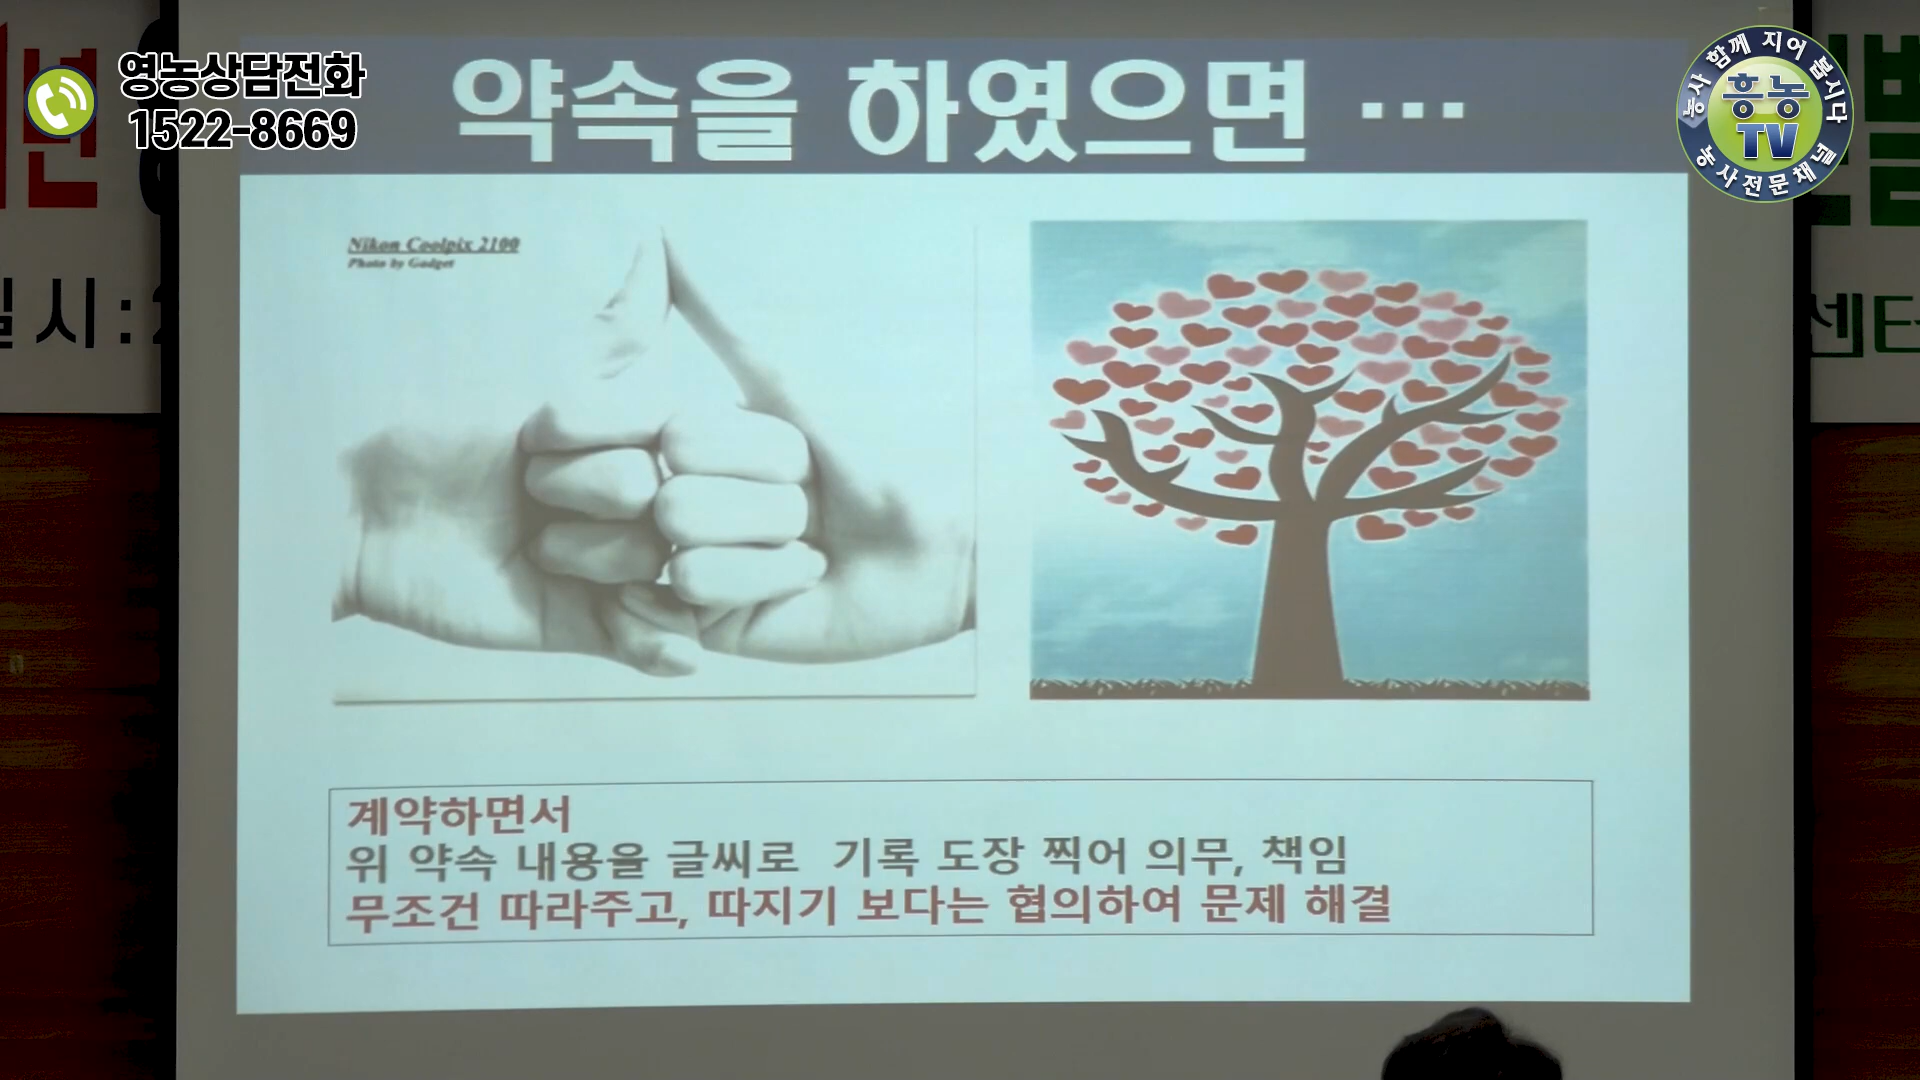 영농상담전화
1522-8669
약속을 하였으면 ···
농사 함께 지어 봅시다
흥농
TV
농사전문채널
년
일시:2
센터
Nikon Coolpix 2100
Photo by Gadget
계약하면서
위 약속 내용을 글씨로 기록 도장 찍어 의무, 책임
무조건 따라주고, 따지기 보다는 협의하여 문제 해결